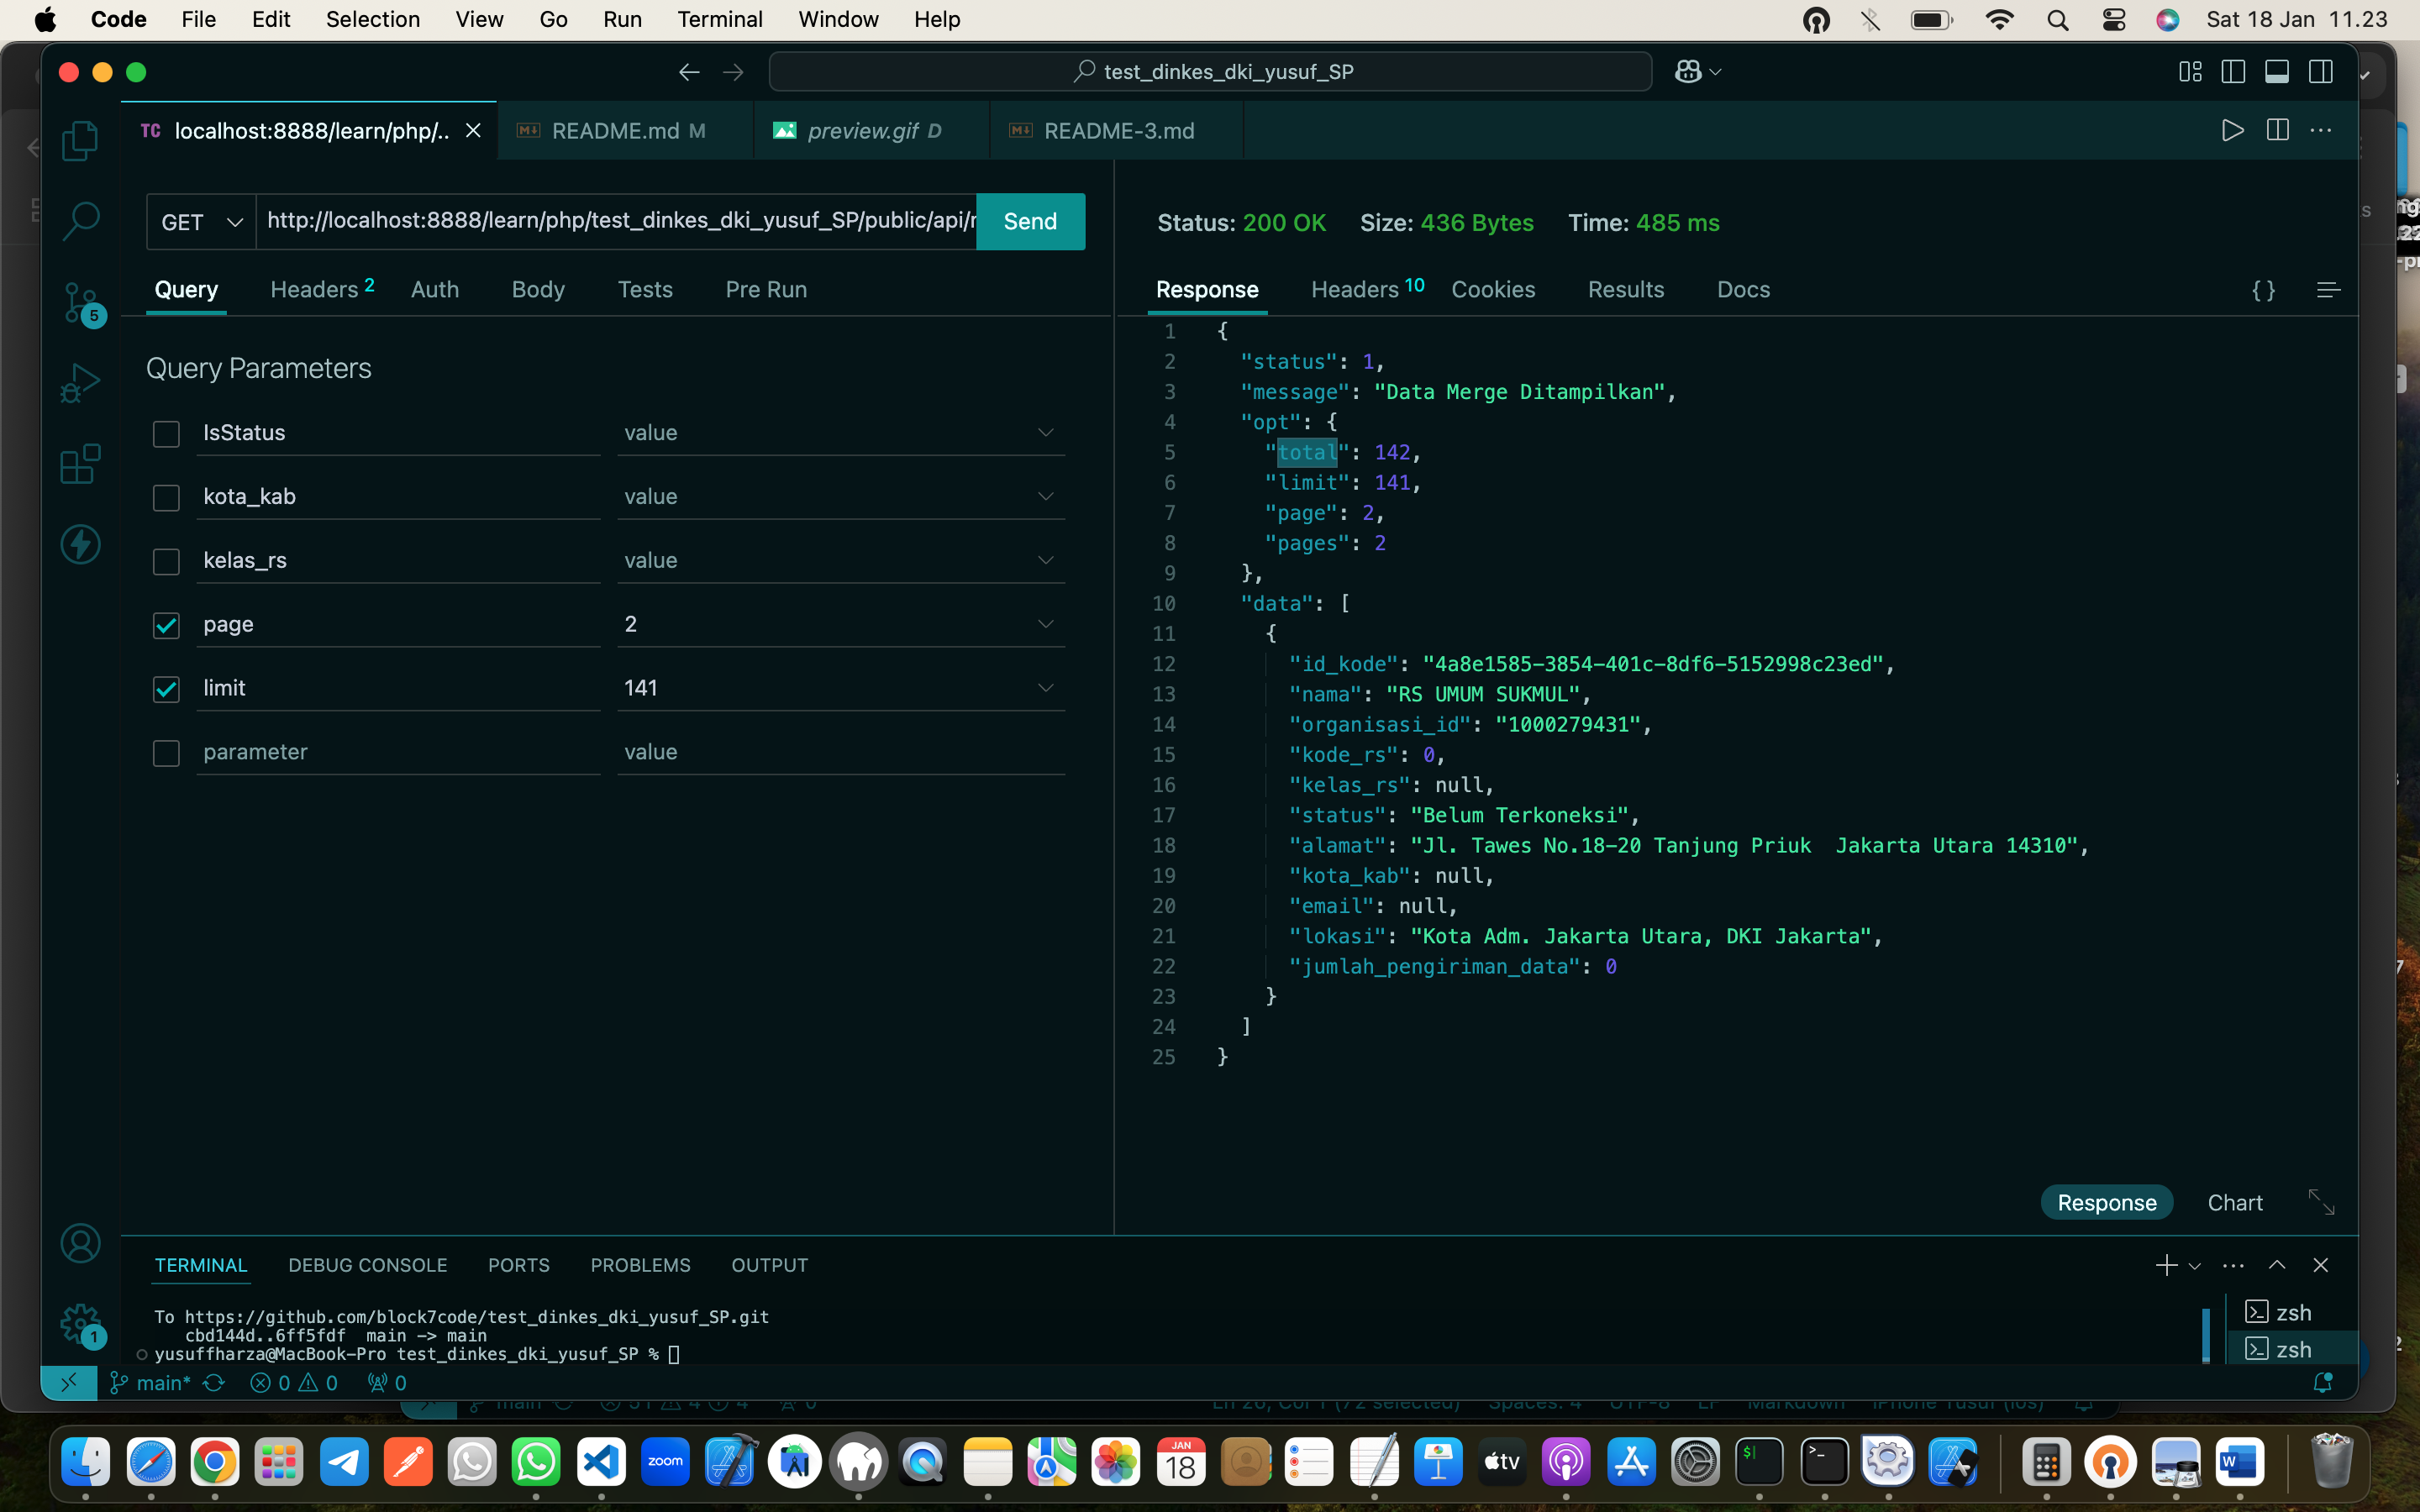 Code File Edit Selection View Go Run Terminal Window Help Sat 18 Jan 11.23
test_dinkes_dki_yusuf_SP
TC localhost:8888/learn/php/.. README.md M preview.gif D README-3.md
GET http://localhost:8888/learn/php/test_dinkes_dki_yusuf_SP/public/api/ Send
Query Headers 2 Auth Body Tests Pre Run
Query Parameters
IsStatus value
kota_kab value
kelas_rs value
page 2
limit 141
parameter value
5
Status: 200 OK Size: 436 Bytes Time: 485 ms
Response Headers 10 Cookies Results Docs {}
1 {
2 "status": 1,
3 "message": "Data Merge Ditampilkan",
4 "opt": {
5 "total": 142,
6 "limit": 141,
7 "page": 2,
8 "pages": 2
9 },
10 "data": [
11 {
12 "id_kode": "4a8e1585-3854-401c-8df6-5152998c23ed",
13 "nama": "RS UMUM SUKMUL",
14 "organisasi_id": "1000279431",
15 "kode_rs": 0,
16 "kelas_rs": null,
17 "status": "Belum Terkoneksi",
18 "alamat": "Jl. Tawes No.18-20 Tanjung Priuk  Jakarta Utara 14310",
19 "kota_kab": null,
20 "email": null,
21 "lokasi": "Kota Adm. Jakarta Utara, DKI Jakarta",
22 "jumlah_pengiriman_data": 0
23 }
24 ]
25 }
Response Chart
TERMINAL DEBUG CONSOLE PORTS PROBLEMS OUTPUT
To https://github.com/block7code/test_dinkes_dki_yusuf_SP.git
cbd144d..6ff5fdf  main -> main
yusuffharza@MacBook-Pro test_dinkes_dki_yusuf_SP %
zsh
zsh
1
main* 0 0 0
zoom JAN 18 tv W